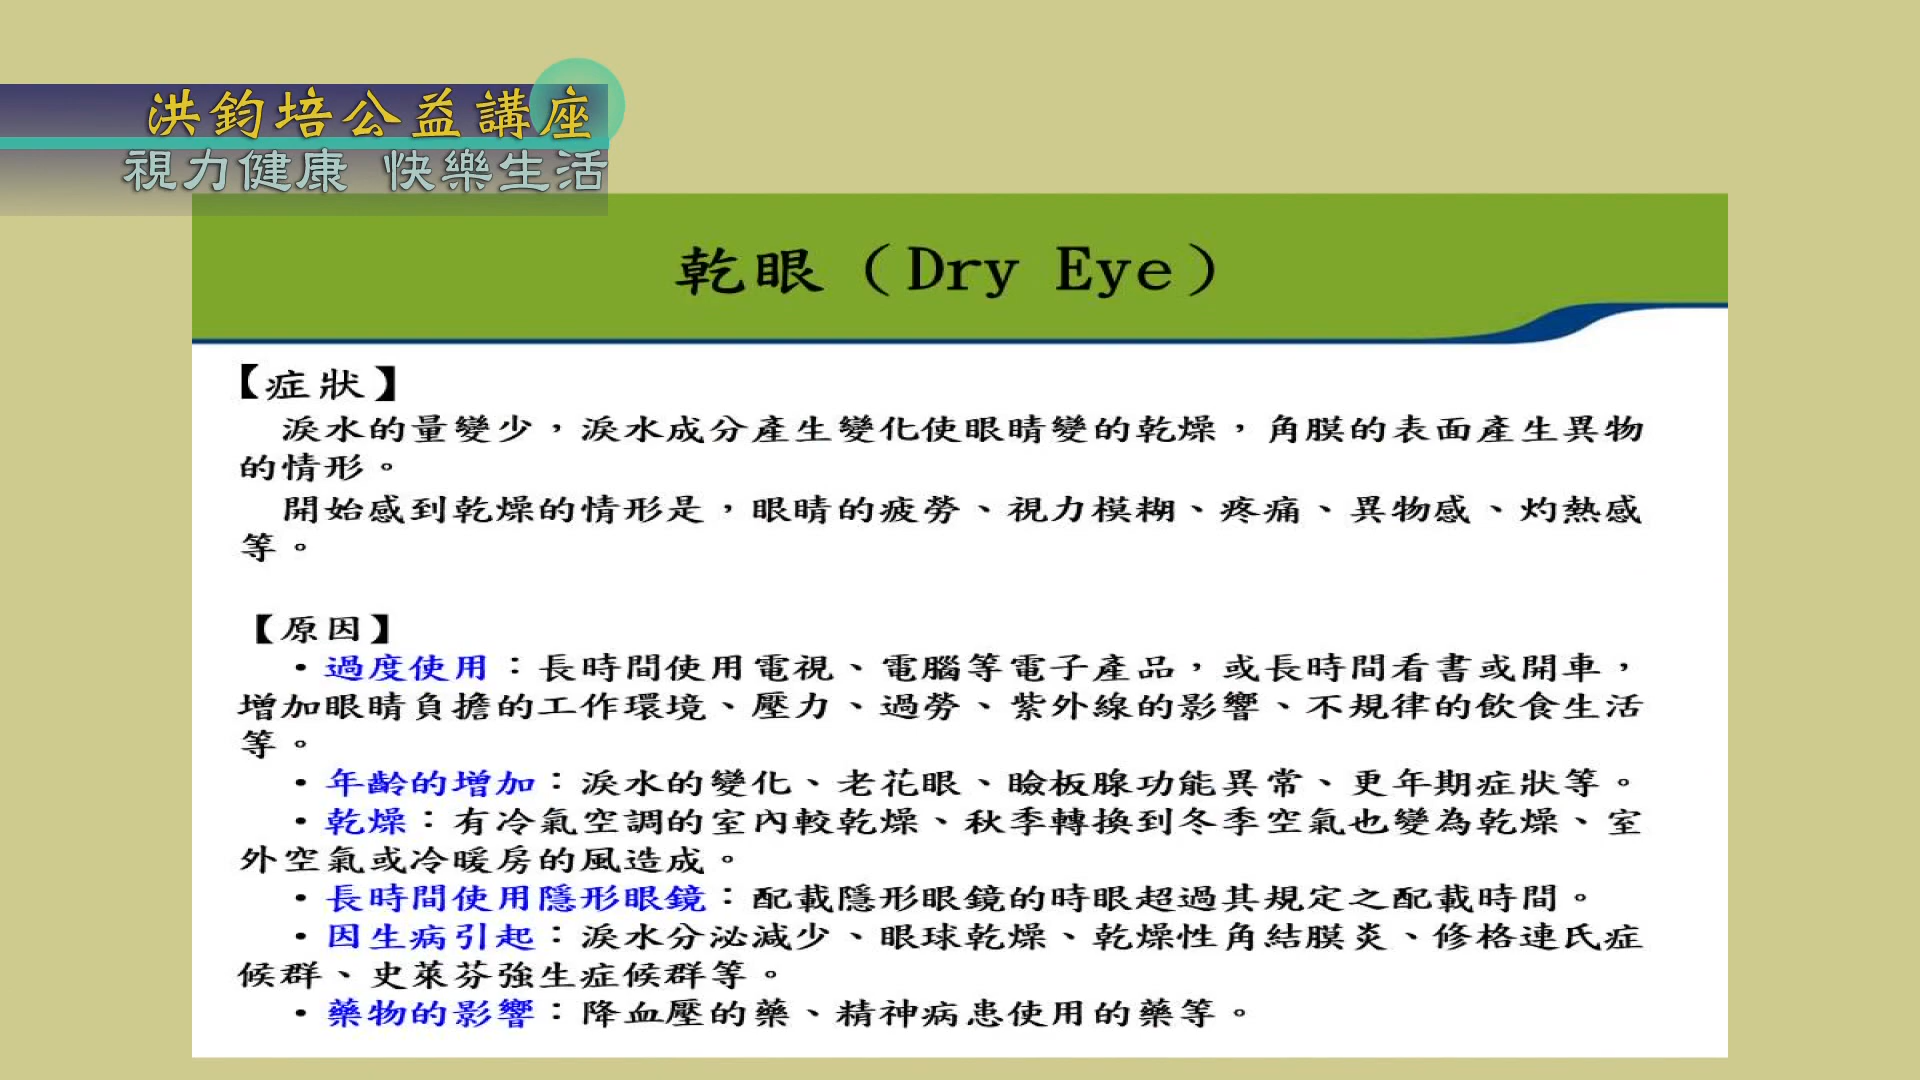 洪鈞培公益講座
視力健康 快樂生活
乾眼（Dry Eye）
【症狀】
淚水的量變少，淚水成分產生變化使眼睛變的乾燥，角膜的表面產生異物
的情形。
開始感到乾燥的情形是，眼睛的疲勞、視力模糊、疼痛、異物感、灼熱感
等。
【原因】
・過度使用：長時間使用電視、電腦等電子產品，或長時間看書或開車，
增加眼睛負擔的工作環境、壓力、過勞、紫外線的影響、不規律的飲食生活
等。
・年齡的增加：淚水的變化、老花眼、瞼板腺功能異常、更年期症狀等。
・乾燥：有冷氣空調的室內較乾燥、秋季轉換到冬季空氣也變為乾燥、室
外空氣或冷暖房的風造成。
・長時間使用隱形眼鏡：配載隱形眼鏡的時眼超過其規定之配載時間。
・因生病引起：淚水分泌減少、眼球乾燥、乾燥性角結膜炎、修格連氏症
候群、史萊芬強生症候群等。
・藥物的影響：降血壓的藥、精神病患使用的藥等。